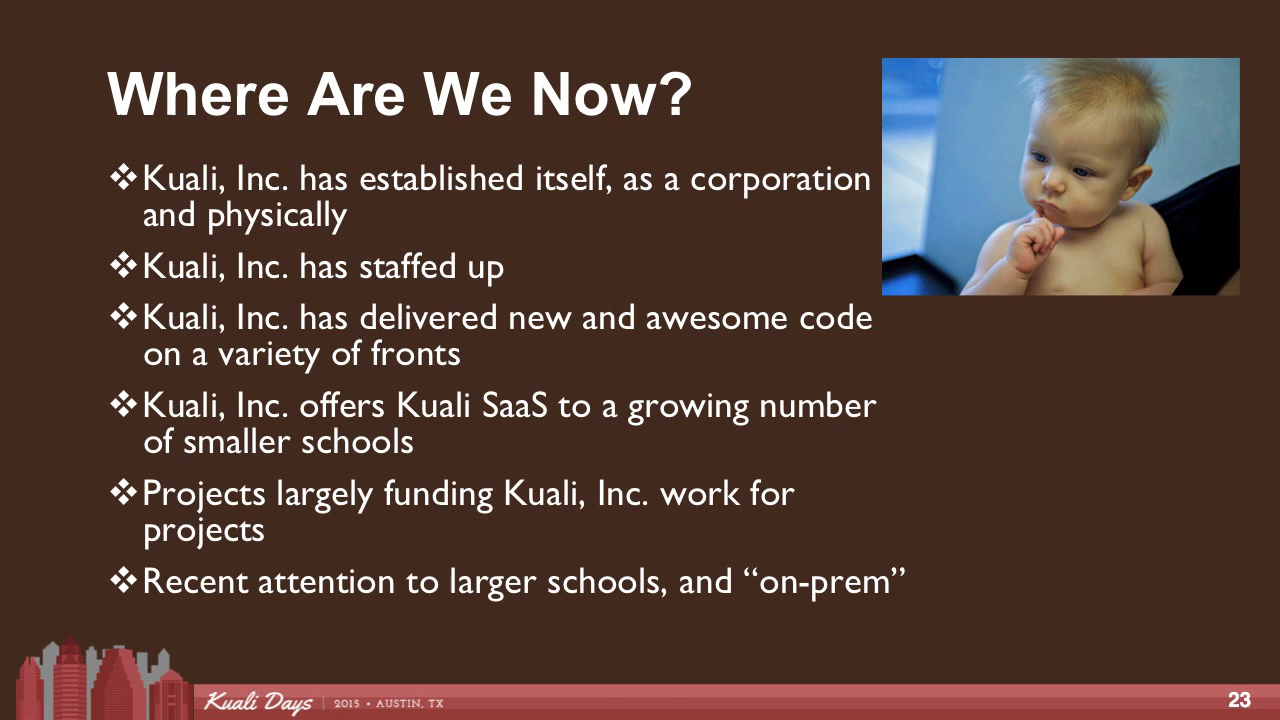 Where Are We Now?
❖Kuali, Inc. has established itself, as a corporation
and physically
❖Kuali, Inc. has staffed up
❖Kuali, Inc. has delivered new and awesome code
on a variety of fronts
❖Kuali, Inc. offers Kuali SaaS to a growing number
of smaller schools
❖Projects largely funding Kuali, Inc. work for
projects
❖Recent attention to larger schools, and “on-prem”
Kuali Days | 2015 • AUSTIN, TX
23